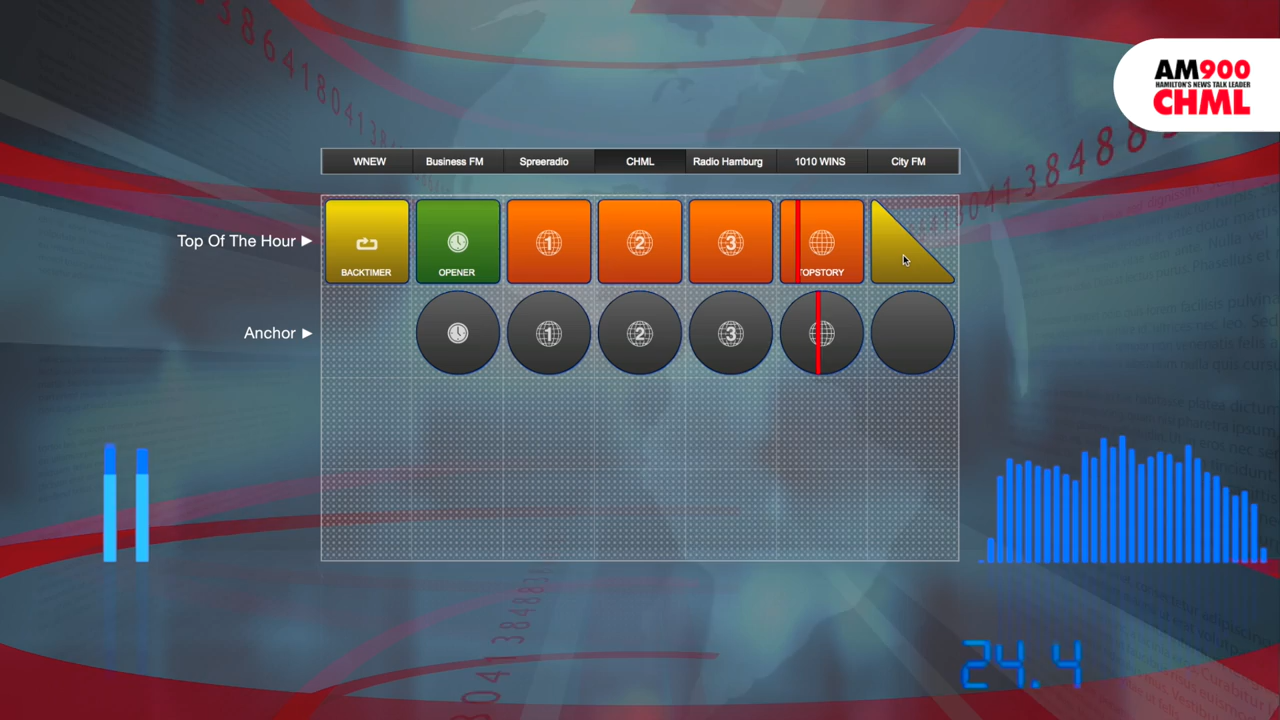 AM900
HAMILTON'S NEWS TALK LEADER
CHML
WNEW
Business FM
Spreeradio
CHML
Radio Hamburg
1010 WINS
City FM
Top Of The Hour ▶
BACKTIMER
OPENER
1
2
3
TOPSTORY
Anchor ▶
1
2
3
24.4